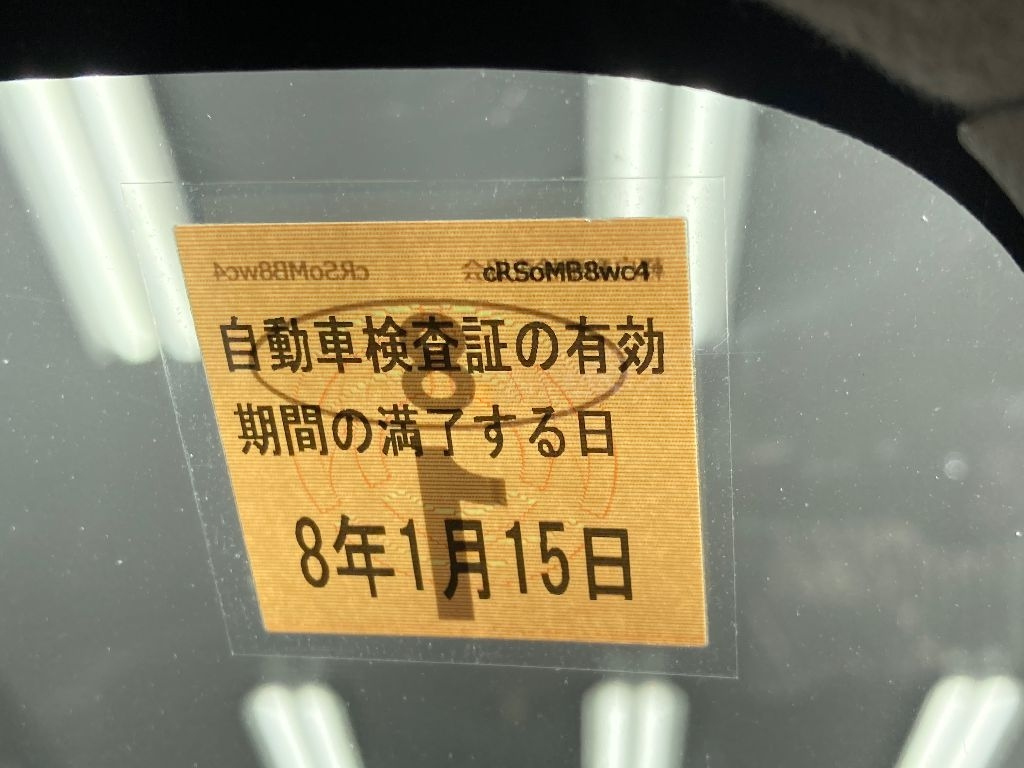 cRSoMB8wc4
自動車検査証の有効
期間の満了する日
8年1月15日